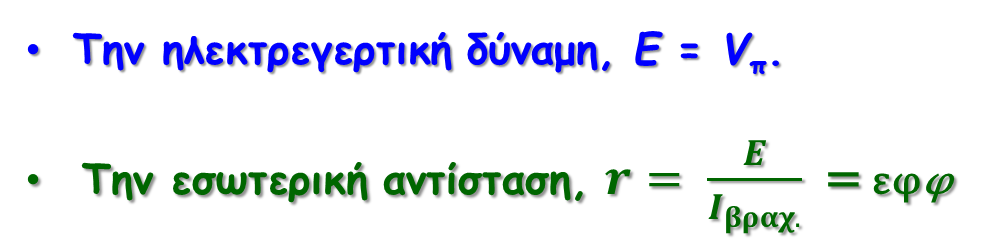 • Την ηλεκτρεγερτική δύναμη, E = Vπ.
• Την εσωτερική αντίσταση, r = E / Iβραχ. = εφφ